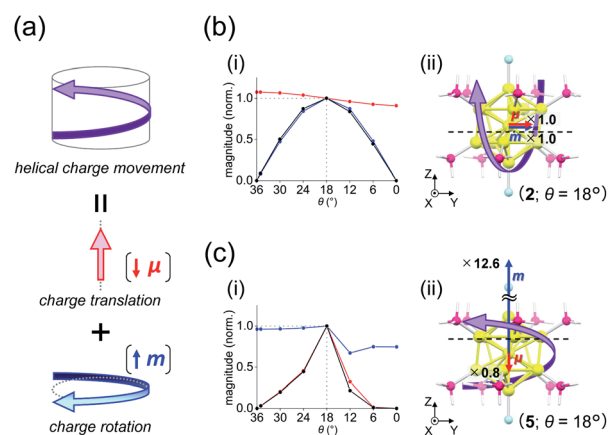 (a)
helical charge movement
=
μ
charge translation
+
m
charge rotation
(b)
(i)
magnitude (norm.)
1.0
0.5
0.0
36 30 24 18 12 6 0
θ (°)
(ii)
μ
×1.0
m
×1.0
Z
X
Y
(2; θ = 18°)
(c)
(i)
magnitude (norm.)
1.0
0.5
0.0
36 30 24 18 12 6 0
θ (°)
(ii)
×12.6
m
μ
×0.8
Z
X
Y
(5; θ = 18°)